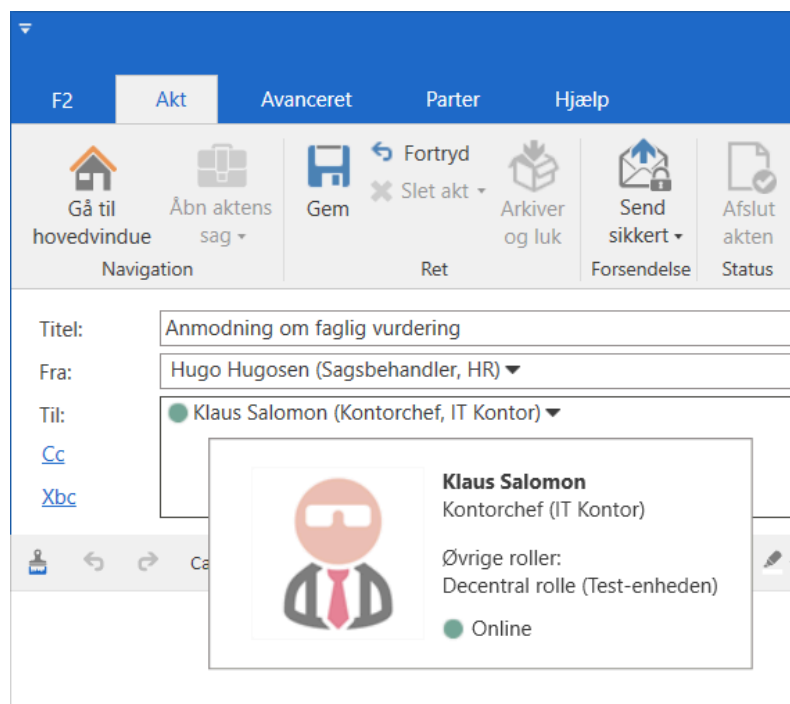 F2 Akt Avanceret Parter Hjælp
Gå til hovedvindue
Åbn aktens sag
Navigation
Gem
Fortryd
Slet akt
Arkiver og luk
Ret
Send sikkert
Forsendelse
Afslut akten
Status
Titel: Anmodning om faglig vurdering
Fra: Hugo Hugosen (Sagsbehandler, HR)
Til: Klaus Salomon (Kontorchef, IT Kontor)
Cc
Xbc
Klaus Salomon
Kontorchef (IT Kontor)
Øvrige roller:
Decentral rolle (Test-enheden)
Online
Ca